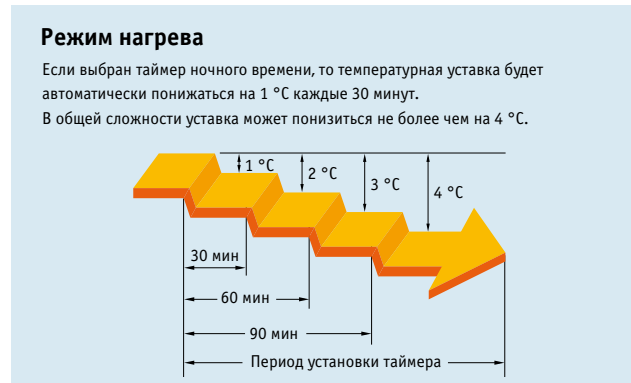 Режим нагрева
Если выбран таймер ночного времени, то температурная уставка будет
автоматически понижаться на 1 °C каждые 30 минут.
В общей сложности уставка может понизиться не более чем на 4 °C.
1 °C
2 °C
3 °C
4 °C
30 мин
60 мин
90 мин
Период установки таймера